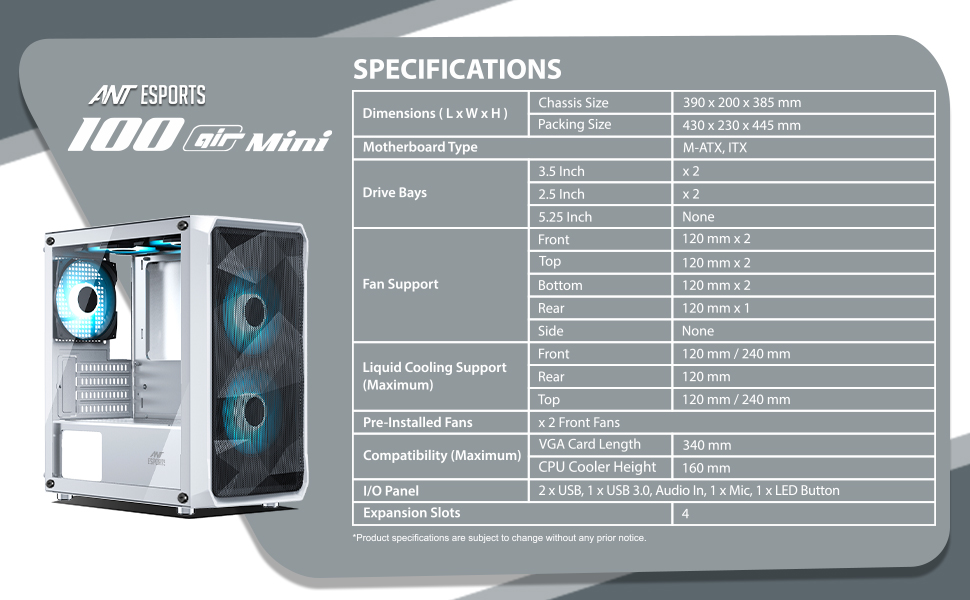 ANT ESPORTS
100 air Mini
SPECIFICATIONS
Dimensions ( L x W x H )
Chassis Size
390 x 200 x 385 mm
Packing Size
430 x 230 x 445 mm
Motherboard Type
M-ATX, ITX
Drive Bays
3.5 Inch
x 2
2.5 Inch
x 2
5.25 Inch
None
Fan Support
Front
120 mm x 2
Top
120 mm x 2
Bottom
120 mm x 2
Rear
120 mm x 1
Side
None
Liquid Cooling Support
(Maximum)
Front
120 mm / 240 mm
Rear
120 mm
Top
120 mm / 240 mm
Pre-Installed Fans
x 2 Front Fans
Compatibility (Maximum)
VGA Card Length
340 mm
CPU Cooler Height
160 mm
I/O Panel
2 x USB, 1 x USB 3.0, Audio In, 1 x Mic, 1 x LED Button
Expansion Slots
4
*Product specifications are subject to change without any prior notice.
ANT
ESPORTS